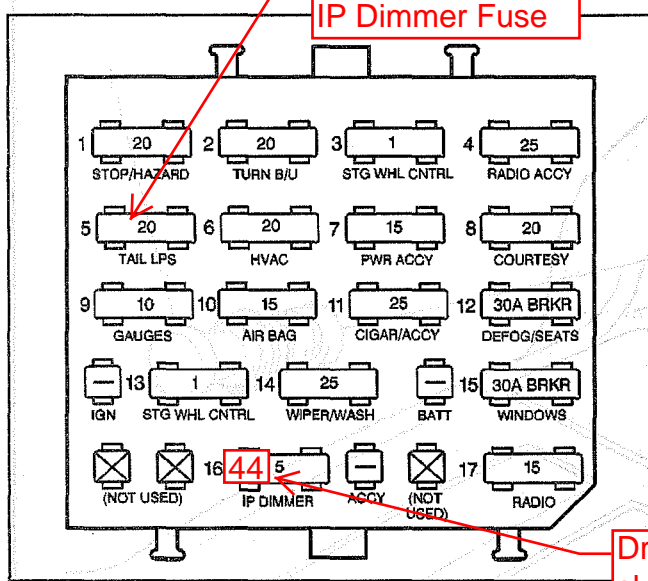 IP Dimmer Fuse
1 20 2 20 3 1 4 25
STOP/HAZARD TURN B/U STG WHL CNTRL RADIO ACCY
5 20 6 20 7 15 8 20
TAIL LPS HVAC PWR ACCY COURTESY
9 10 10 15 11 25 12 30A BRKR
GAUGES AIR BAG CIGAR/ACCY DEFOG/SEATS
13 1 14 25 15 30A BRKR
IGN STG WHL CNTRL WIPER/WASH BATT WINDOWS
16 44 5 17 15
(NOT USED) IP DIMMER ACCY (NOT USED) RADIO